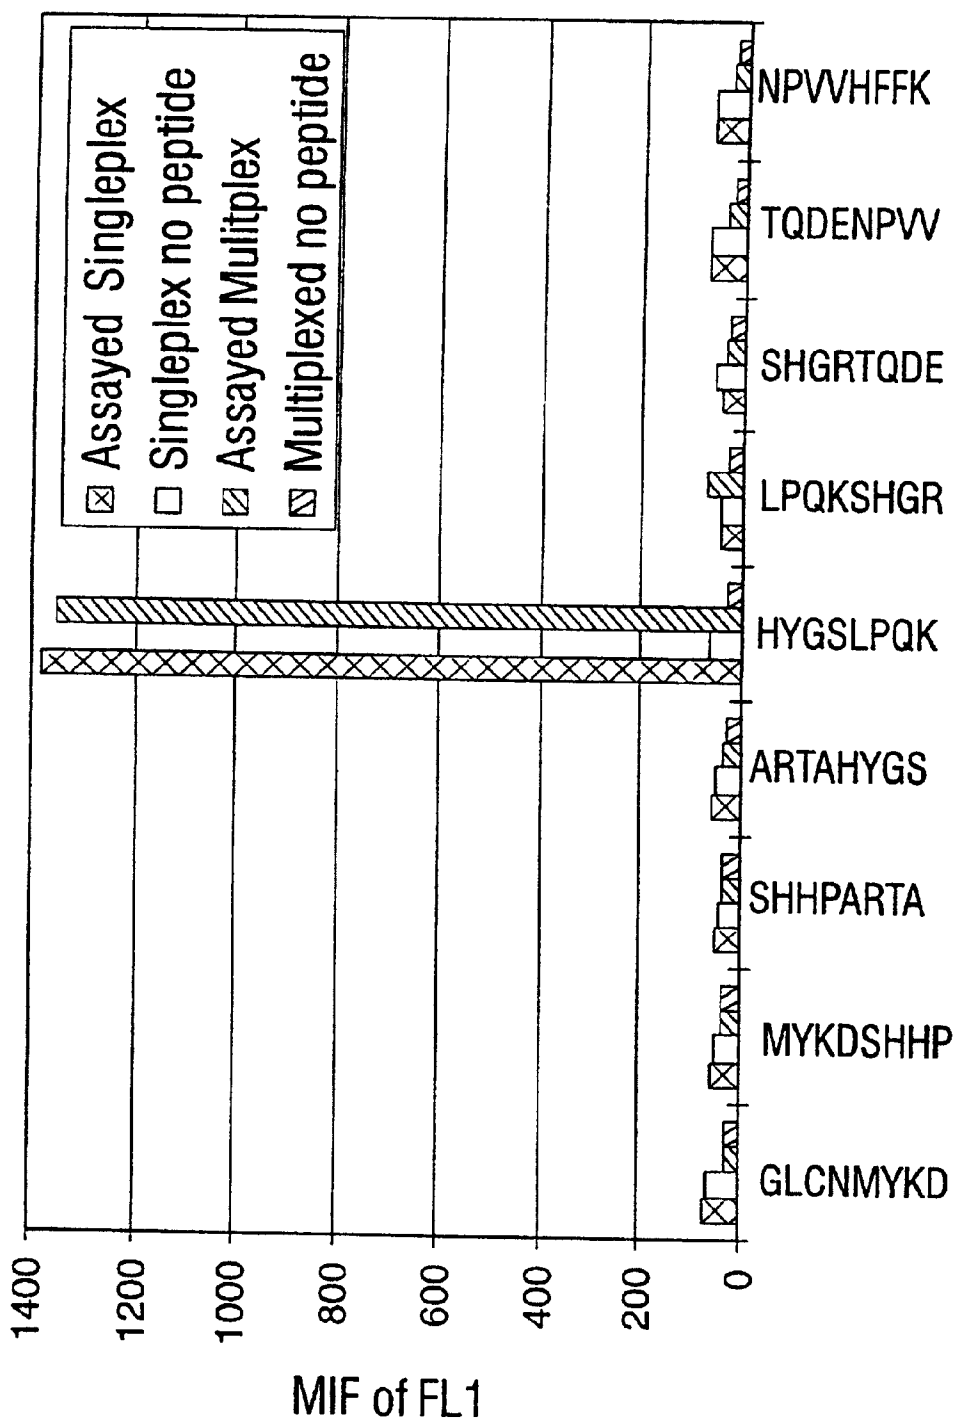 MIF of FL1
1400
1200
1000
800
600
400
200
0
Assayed Singleplex
Singleplex no peptide
Assayed Mulitplex
Multiplexed no peptide
GLCNMYKD
MYKDSHHP
SHHPARTA
ARTAHYGS
HYGSLPQK
LPQKSHGR
SHGRTQDE
TQDENPVV
NPVVHFFK